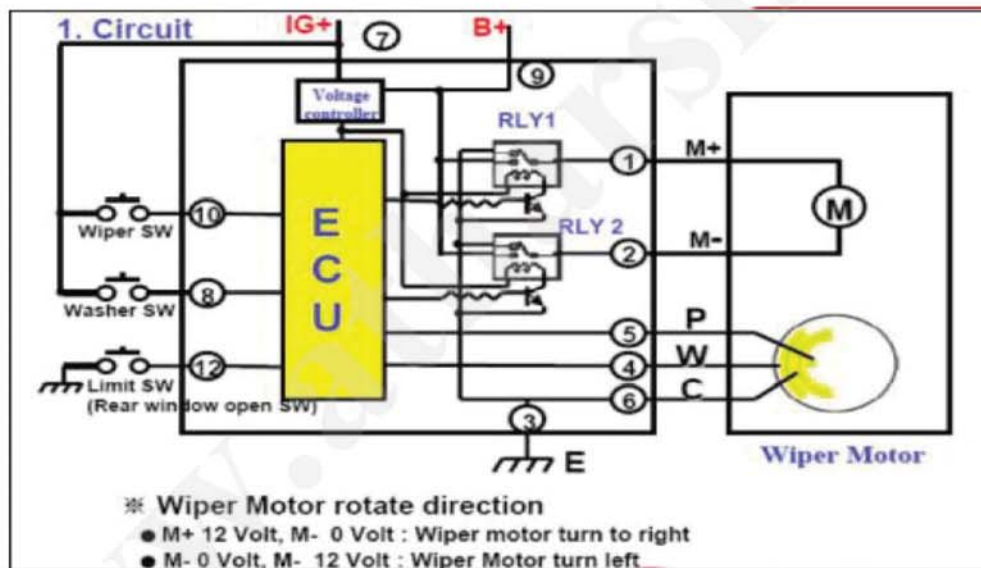 1. Circuit
IG+
7
B+
9
Voltage
controller
RLY1
1
M+
ECU
M
10
Wiper SW
RLY 2
2
M-
8
Washer SW
5
P
4
W
12
Limit SW
(Rear window open SW)
6
C
3
E
Wiper Motor
※ Wiper Motor rotate direction
● M+ 12 Volt, M- 0 Volt : Wiper motor turn to right
● M- 0 Volt, M- 12 Volt : Wiper Motor turn left